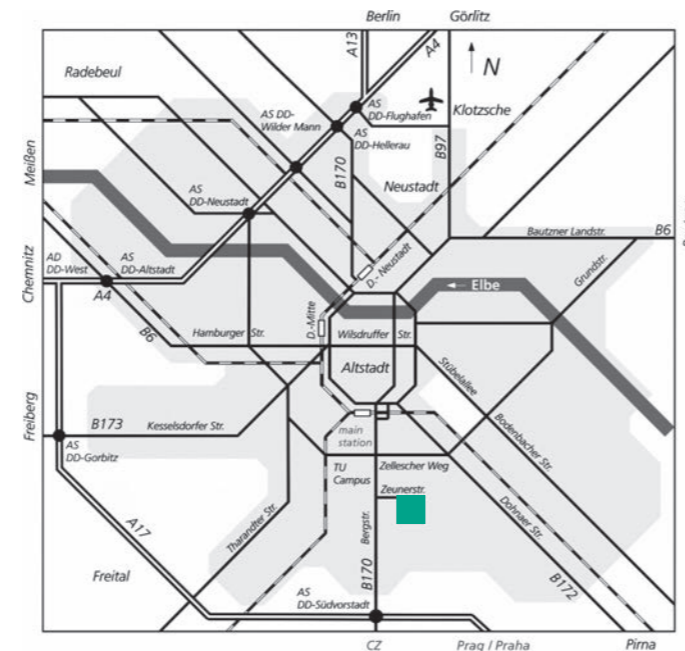 Berlin
Görlitz
A13
A4
N
Radebeul
AS
DD-Flughafen
AS DD-
Wilder Mann
Klotzsche
AS
DD-Hellerau
B170
B97
Meißen
AS
DD-Neustadt
Neustadt
Bautzner Landstr.
B6
Chemnitz
AD
DD-West
AS
DD-Altstadt
D.- Neustadt
Grundstr.
A4
← Elbe
B6
Hamburger Str.
D.-Mitte
Wilsdruffer Str.
Altstadt
Stübelallee
Freiberg
B173
Kesselsdorfer Str.
Bodenbacher Str.
main
station
AS
DD-Gorbitz
TU
Campus
Zellescher Weg
Zeunerstr.
A17
Tharandter Str.
Bergstr.
Dohnaer Str.
Freital
B170
B172
AS
DD-Südvorstadt
CZ
Prag / Praha
Pirna